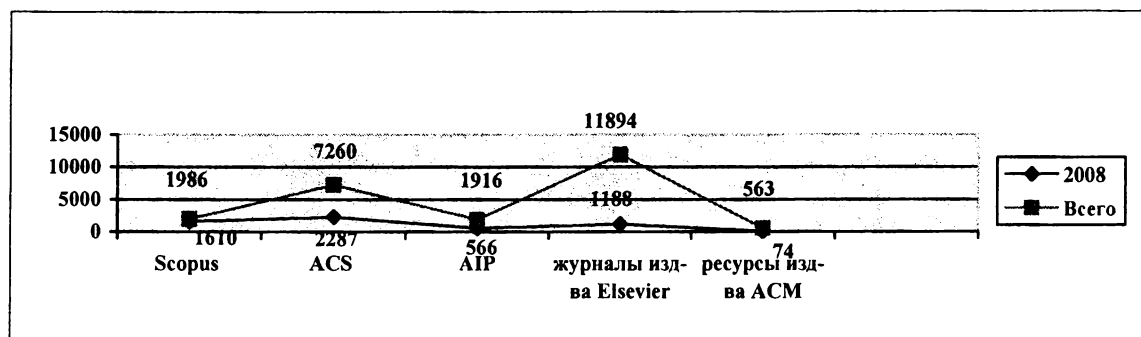 15000
10000
5000
0
1986
7260
1916
11894
563
1610
2287
566
1188
74
Scopus
ACS
AIP
журналы изд-
ва Elsevier
ресурсы изд-
ва ACM
2008
Всего